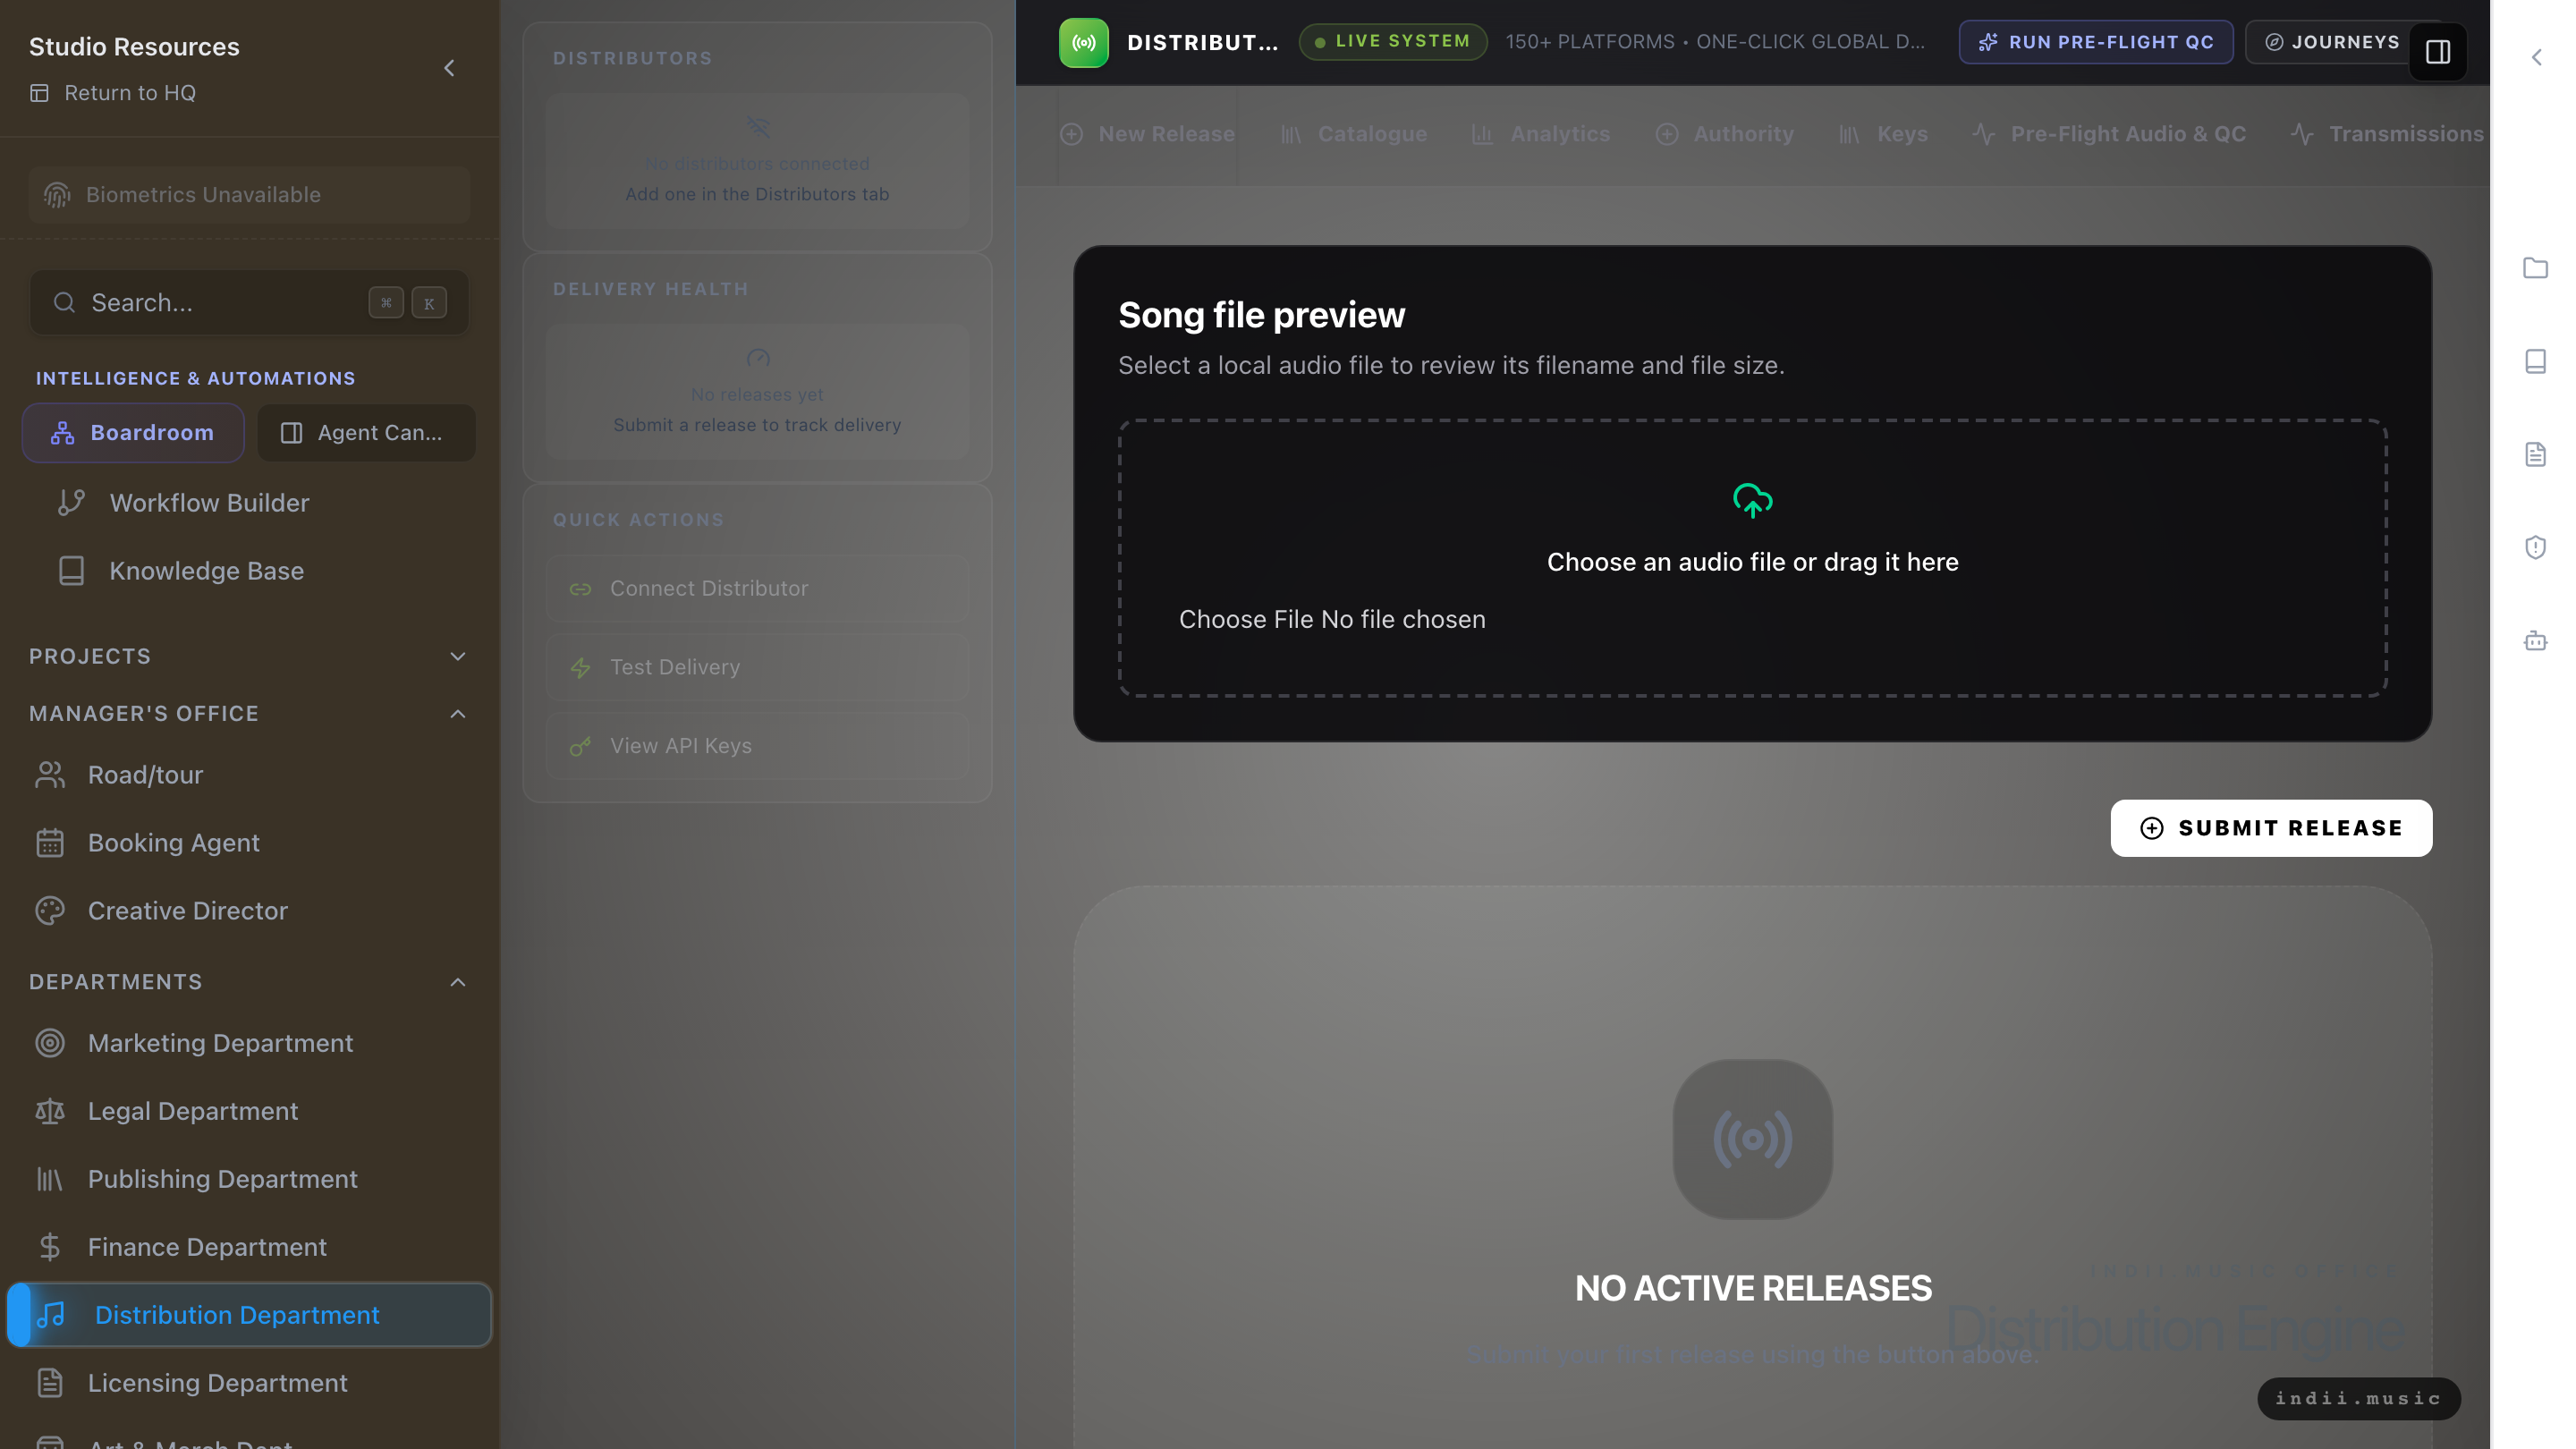 Studio Resources
Return to HQ
Biometrics Unavailable
Search...
⌘ K
INTELLIGENCE & AUTOMATIONS
Boardroom
Agent Can...
Workflow Builder
Knowledge Base
PROJECTS
MANAGER'S OFFICE
Road/tour
Booking Agent
Creative Director
DEPARTMENTS
Marketing Department
Legal Department
Publishing Department
Finance Department
Distribution Department
Licensing Department
Art & Merch Dept
DISTRIBUTORS
No distributors connected
Add one in the Distributors tab
DELIVERY HEALTH
No releases yet
Submit a release to track delivery
QUICK ACTIONS
Connect Distributor
Test Delivery
View API Keys
DISTRIBUT...
LIVE SYSTEM
150+ PLATFORMS • ONE-CLICK GLOBAL D...
RUN PRE-FLIGHT QC
JOURNEYS
New Release
Catalogue
Analytics
Authority
Keys
Pre-Flight Audio & QC
Transmissions
Song file preview
Select a local audio file to review its filename and file size.
Choose an audio file or drag it here
Choose File No file chosen
SUBMIT RELEASE
NO ACTIVE RELEASES
Submit your first release using the button above.
INDII.MUSIC OFFICE
Distribution Engine
indii.music